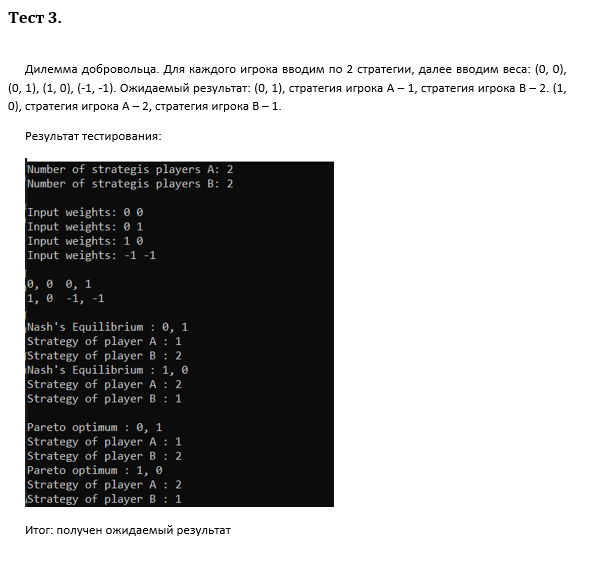 Тест 3.
Дилемма добровольца. Для каждого игрока вводим по 2 стратегии, далее вводим веса: (0, 0),
(0, 1), (1, 0), (-1, -1). Ожидаемый результат: (0, 1), стратегия игрока А – 1, стратегия игрока В – 2. (1,
0), стратегия игрока А – 2, стратегия игрока В – 1.
Результат тестирования:
Number of strategis players A: 2
Number of strategis players B: 2
Input weights: 0 0
Input weights: 0 1
Input weights: 1 0
Input weights: -1 -1
0, 0  0, 1
1, 0  -1, -1
Nash's Equilibrium : 0, 1
Strategy of player A : 1
Strategy of player B : 2
Nash's Equilibrium : 1, 0
Strategy of player A : 2
Strategy of player B : 1
Pareto optimum : 0, 1
Strategy of player A : 1
Strategy of player B : 2
Pareto optimum : 1, 0
Strategy of player A : 2
Strategy of player B : 1
Итог: получен ожидаемый результат